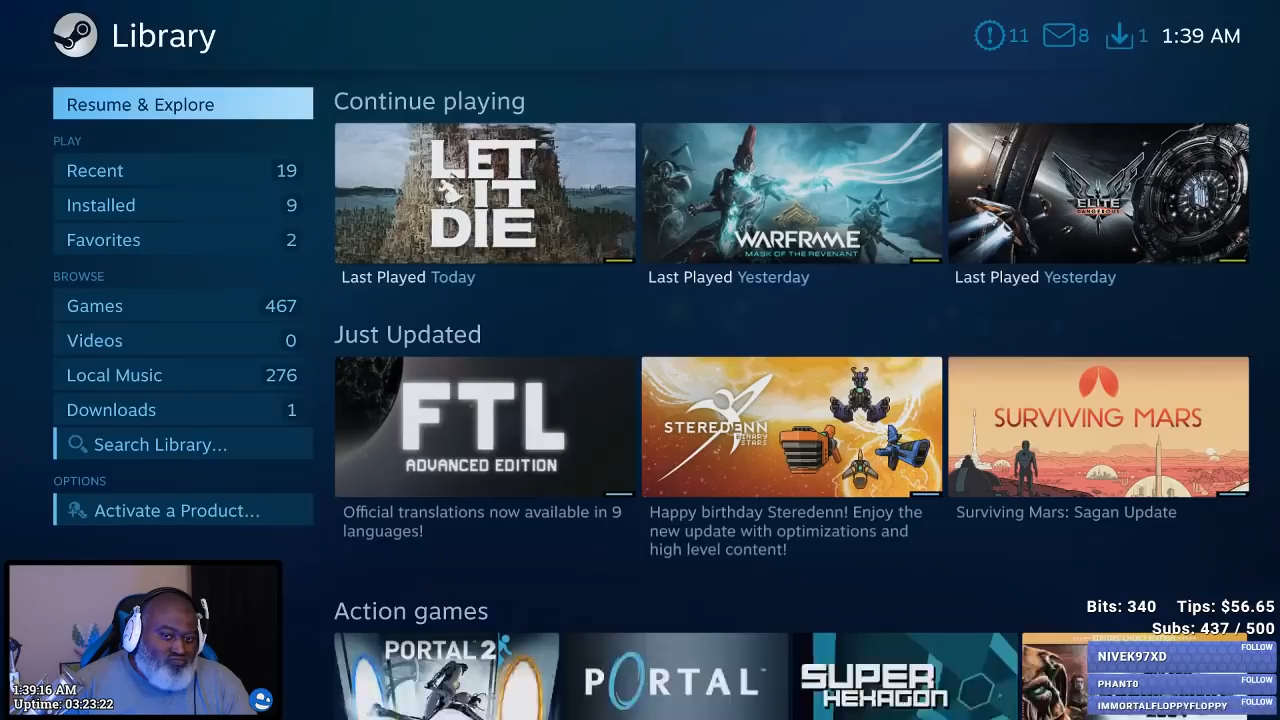 Library
11
8
1
1:39 AM
Resume & Explore
PLAY
Recent 19
Installed 9
Favorites 2
BROWSE
Games 467
Videos 0
Local Music 276
Downloads 1
Search Library...
OPTIONS
Activate a Product...
Continue playing
LET
IT
DIE
Last Played Today
WARFRAME
MASK OF THE REVENANT
Last Played Yesterday
ELITE
DANGEROUS
Last Played Yesterday
Just Updated
FTL
ADVANCED EDITION
Official translations now available in 9
languages!
STEREDENN
BINARY
STARS
Happy birthday Steredenn! Enjoy the
new update with optimizations and
high level content!
SURVIVING MARS
Surviving Mars: Sagan Update
Action games
PORTAL 2
PORTAL™
SUPER
HEXAGON
Bits: 340 Tips: $56.65
Subs: 437 / 500
NIVEK97XD FOLLOW
PHANT0 FOLLOW
IMMORTALFLOPPYFLOPPY FOLLOW
1:39:16 AM
Uptime: 03:23:22